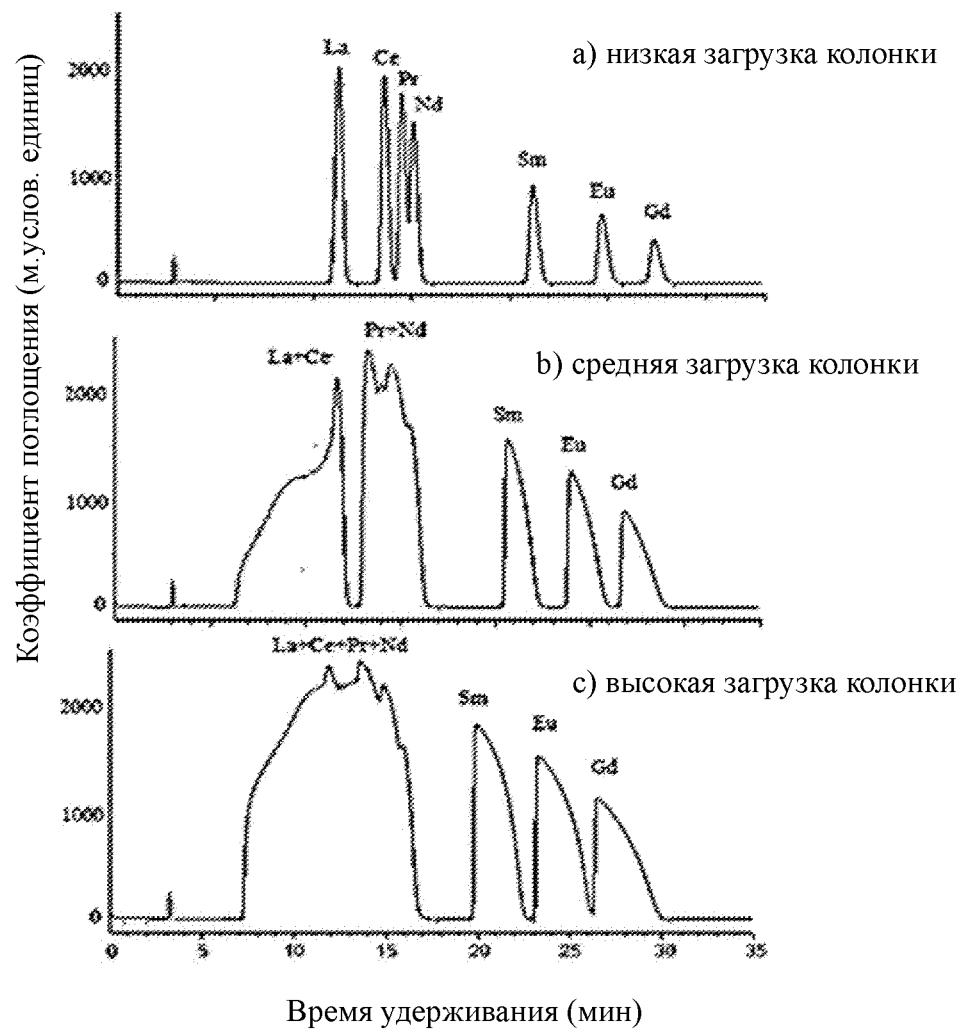 Коэффициент поглощения (м.услов. единиц)
a) низкая загрузка колонки
2000
1000
0
La
Ce
Pr
Nd
Sm
Eu
Gd
b) средняя загрузка колонки
2000
1000
0
La+Ce
Pr+Nd
Sm
Eu
Gd
c) высокая загрузка колонки
2000
1000
0
La+Ce+Pr+Nd
Sm
Eu
Gd
0 5 10 15 20 25 30 35
Время удерживания (мин)